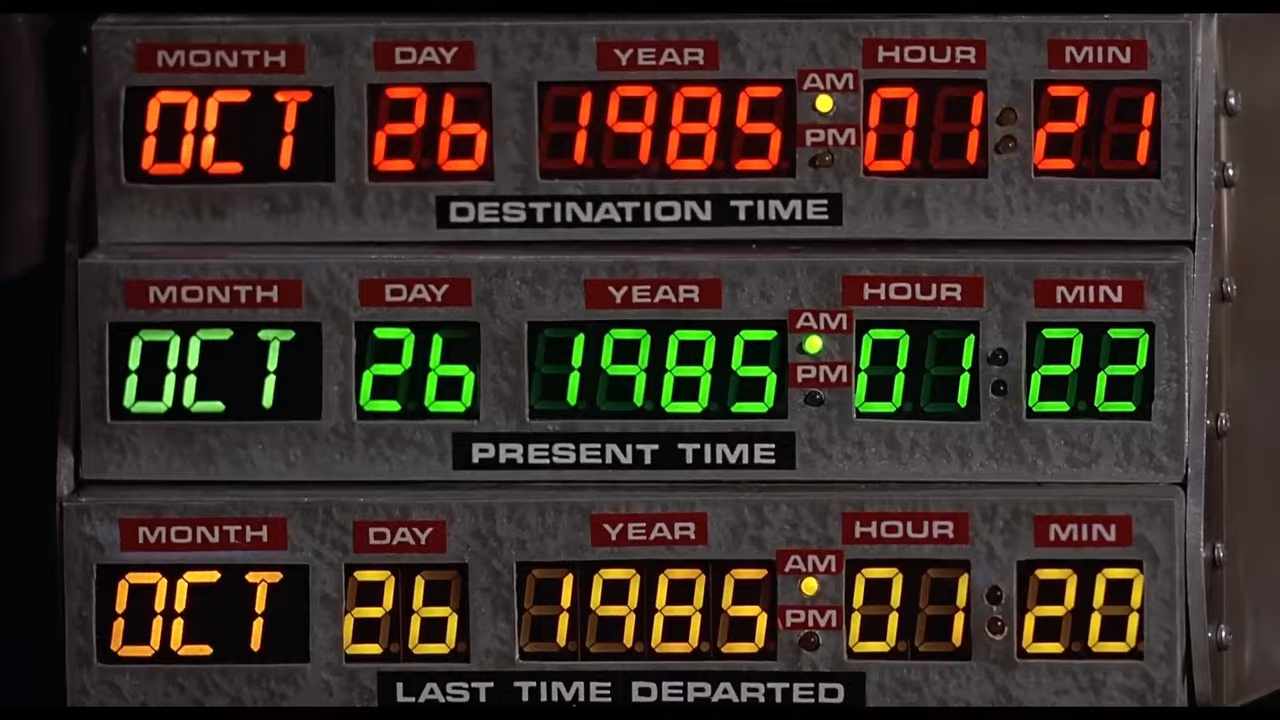 MONTH DAY YEAR HOUR MIN
OCT 26 1985 AM PM 01 21
DESTINATION TIME
MONTH DAY YEAR HOUR MIN
OCT 26 1985 AM PM 01 22
PRESENT TIME
MONTH DAY YEAR HOUR MIN
OCT 26 1985 AM PM 01 20
LAST TIME DEPARTED